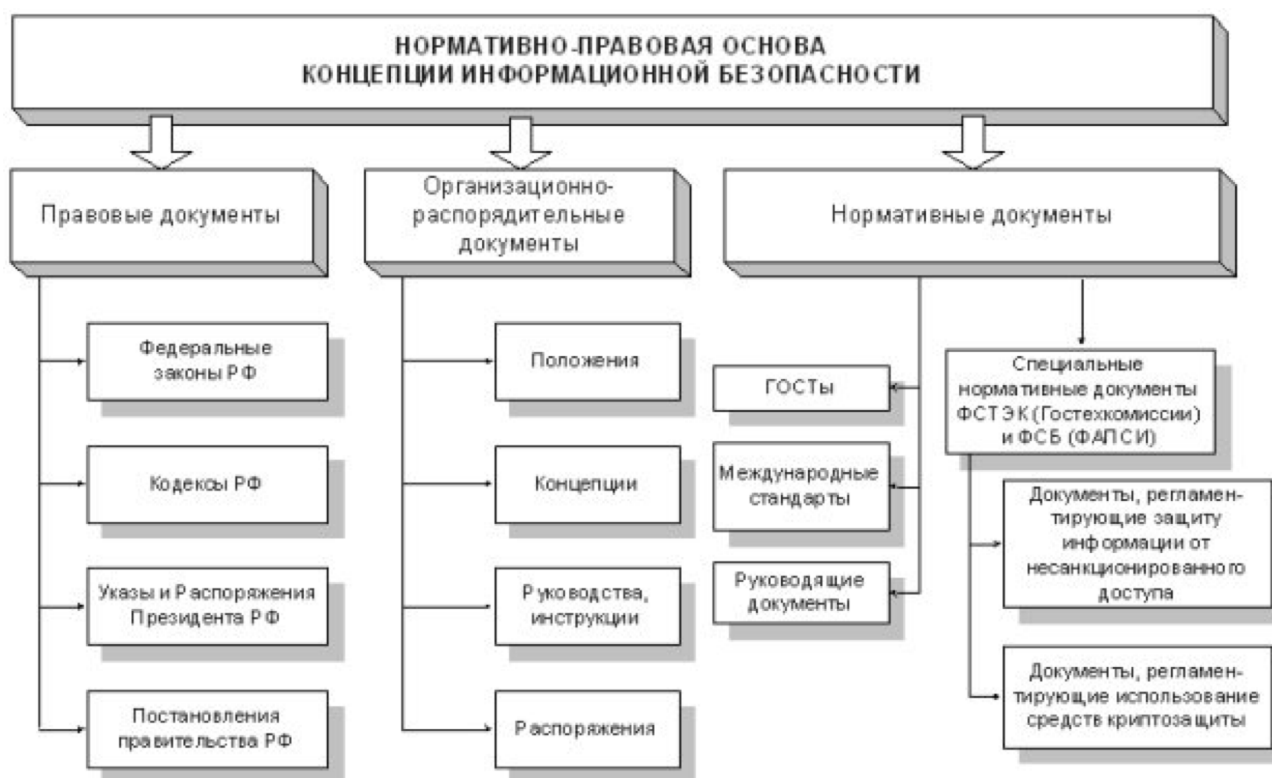 НОРМАТИВНО-ПРАВОВАЯ ОСНОВА
КОНЦЕПЦИИ ИНФОРМАЦИОННОЙ БЕЗОПАСНОСТИ
Правовые документы
Федеральные
законы РФ
Кодексы РФ
Указы и Распоряжения
Президента РФ
Постановления
правительства РФ
Организационно-
распорядительные
документы
Положения
Концепции
Руководства,
инструкции
Распоряжения
Нормативные документы
ГОСТы
Международные
стандарты
Руководящие
документы
Специальные
нормативные документы
ФСТЭК (Гостехкомиссии)
и ФСБ (ФАПСИ)
Документы, регламен-
тирующие защиту
информации от
несанкционированного
доступа
Документы, регламен-
тирующие использование
средств криптозащиты